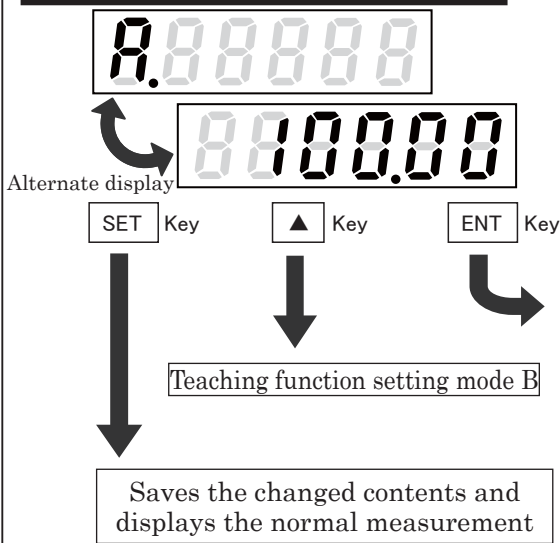 A.
100.00
Alternate display
SET Key ▲ Key ENT Key
Teaching function setting mode B
Saves the changed contents and
displays the normal measurement